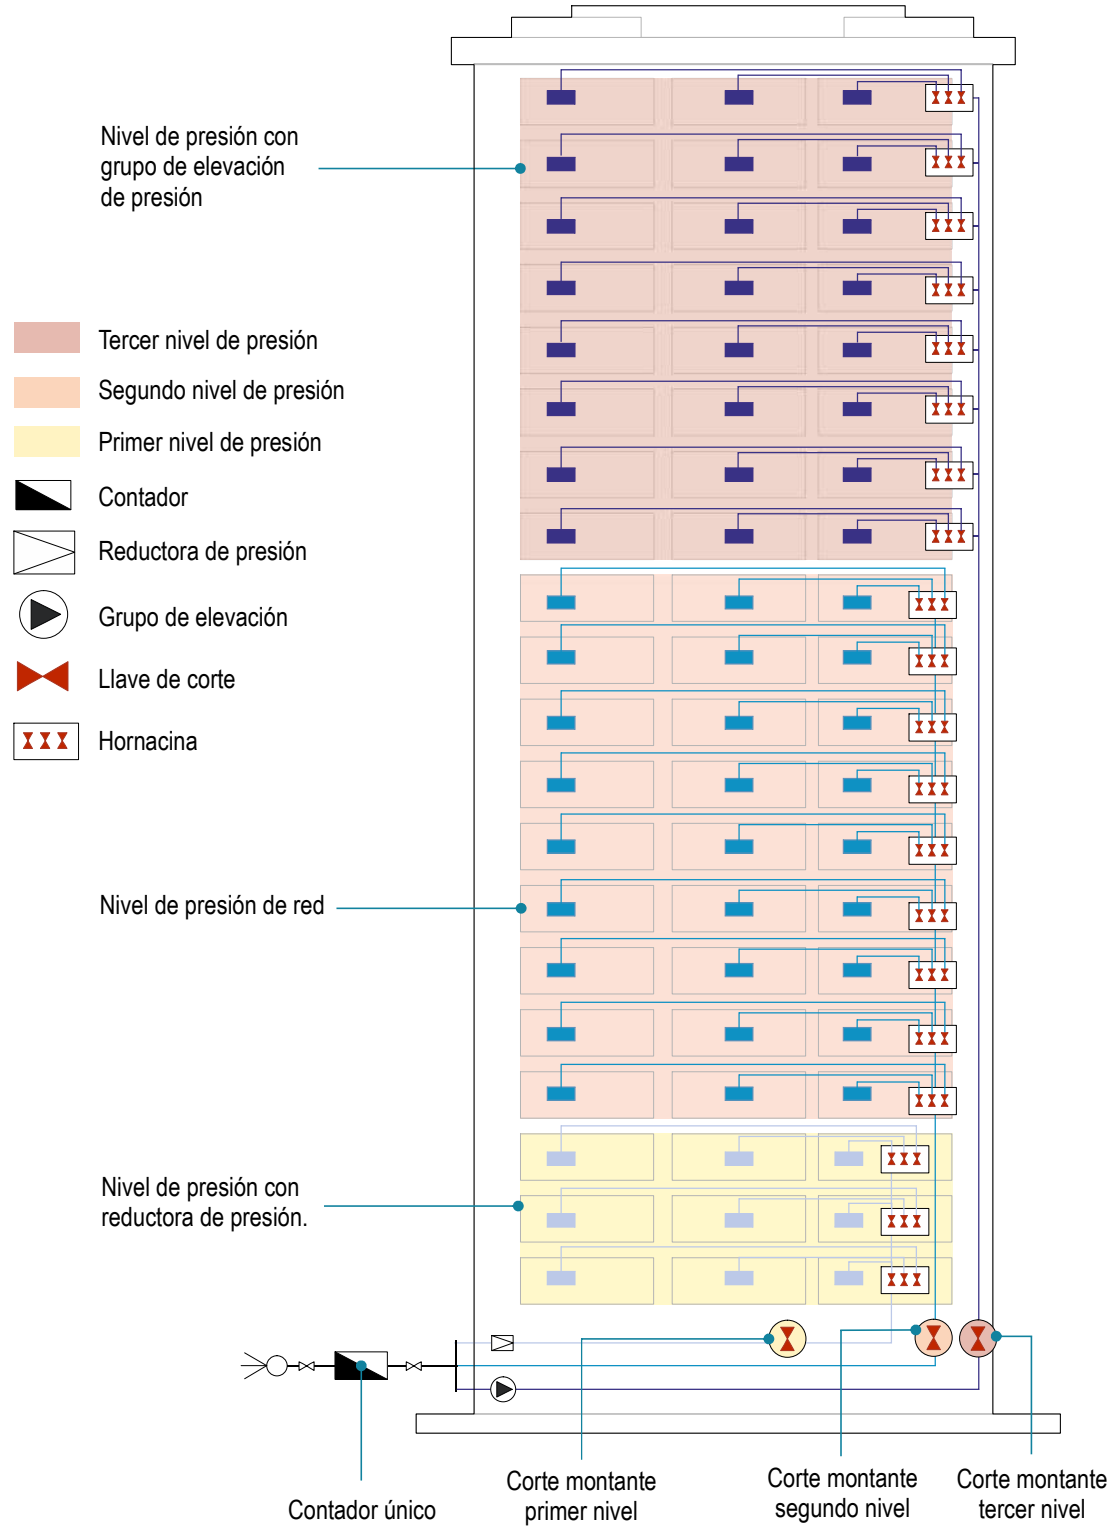 Nivel de presión con
grupo de elevación
de presión
Tercer nivel de presión
Segundo nivel de presión
Primer nivel de presión
Contador
Reductora de presión
Grupo de elevación
Llave de corte
Hornacina
Nivel de presión de red
Nivel de presión con
reductora de presión.
Contador único
Corte montante
primer nivel
Corte montante
segundo nivel
Corte montante
tercer nivel